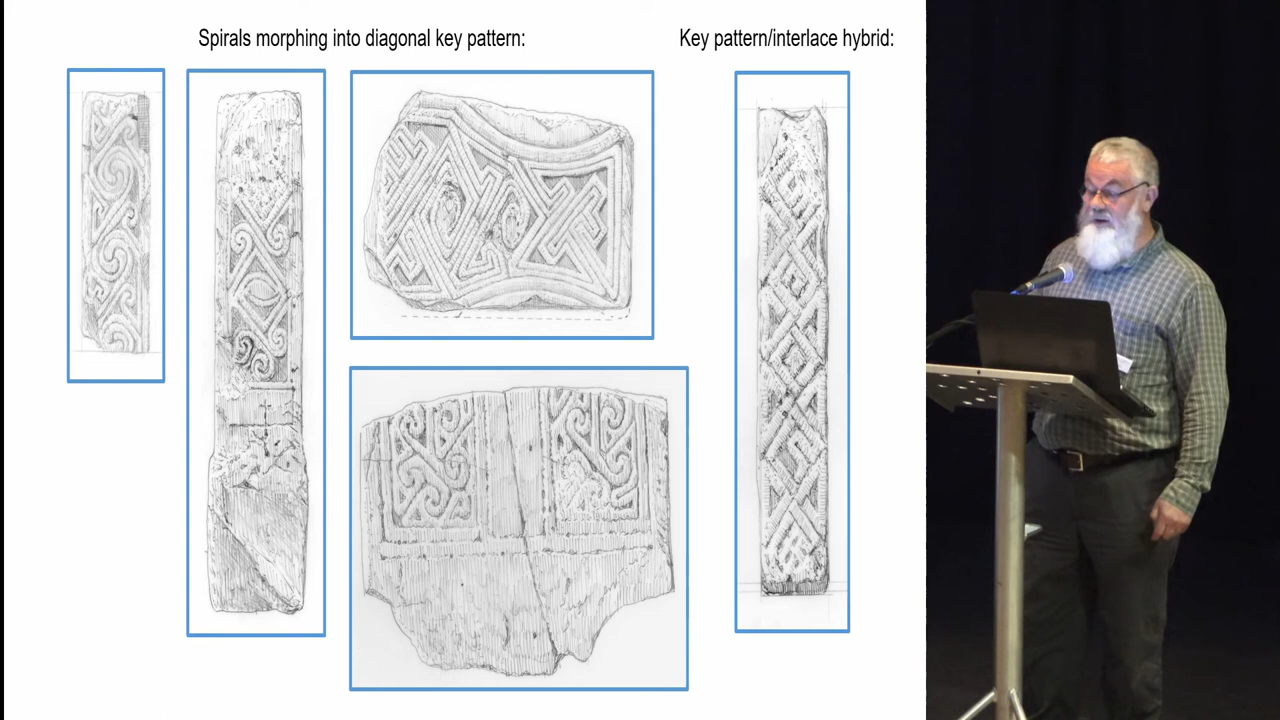 Spirals morphing into diagonal key pattern:
Key pattern/interlace hybrid: